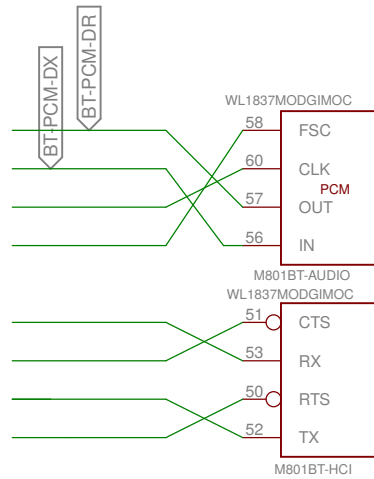 BT-PCM-DR
BT-PCM-DX
WL1837MODGIMOC
58 FSC
60 CLK
PCM
57 OUT
56 IN
M801BT-AUDIO
WL1837MODGIMOC
51 CTS
53 RX
50 RTS
52 TX
M801BT-HCI